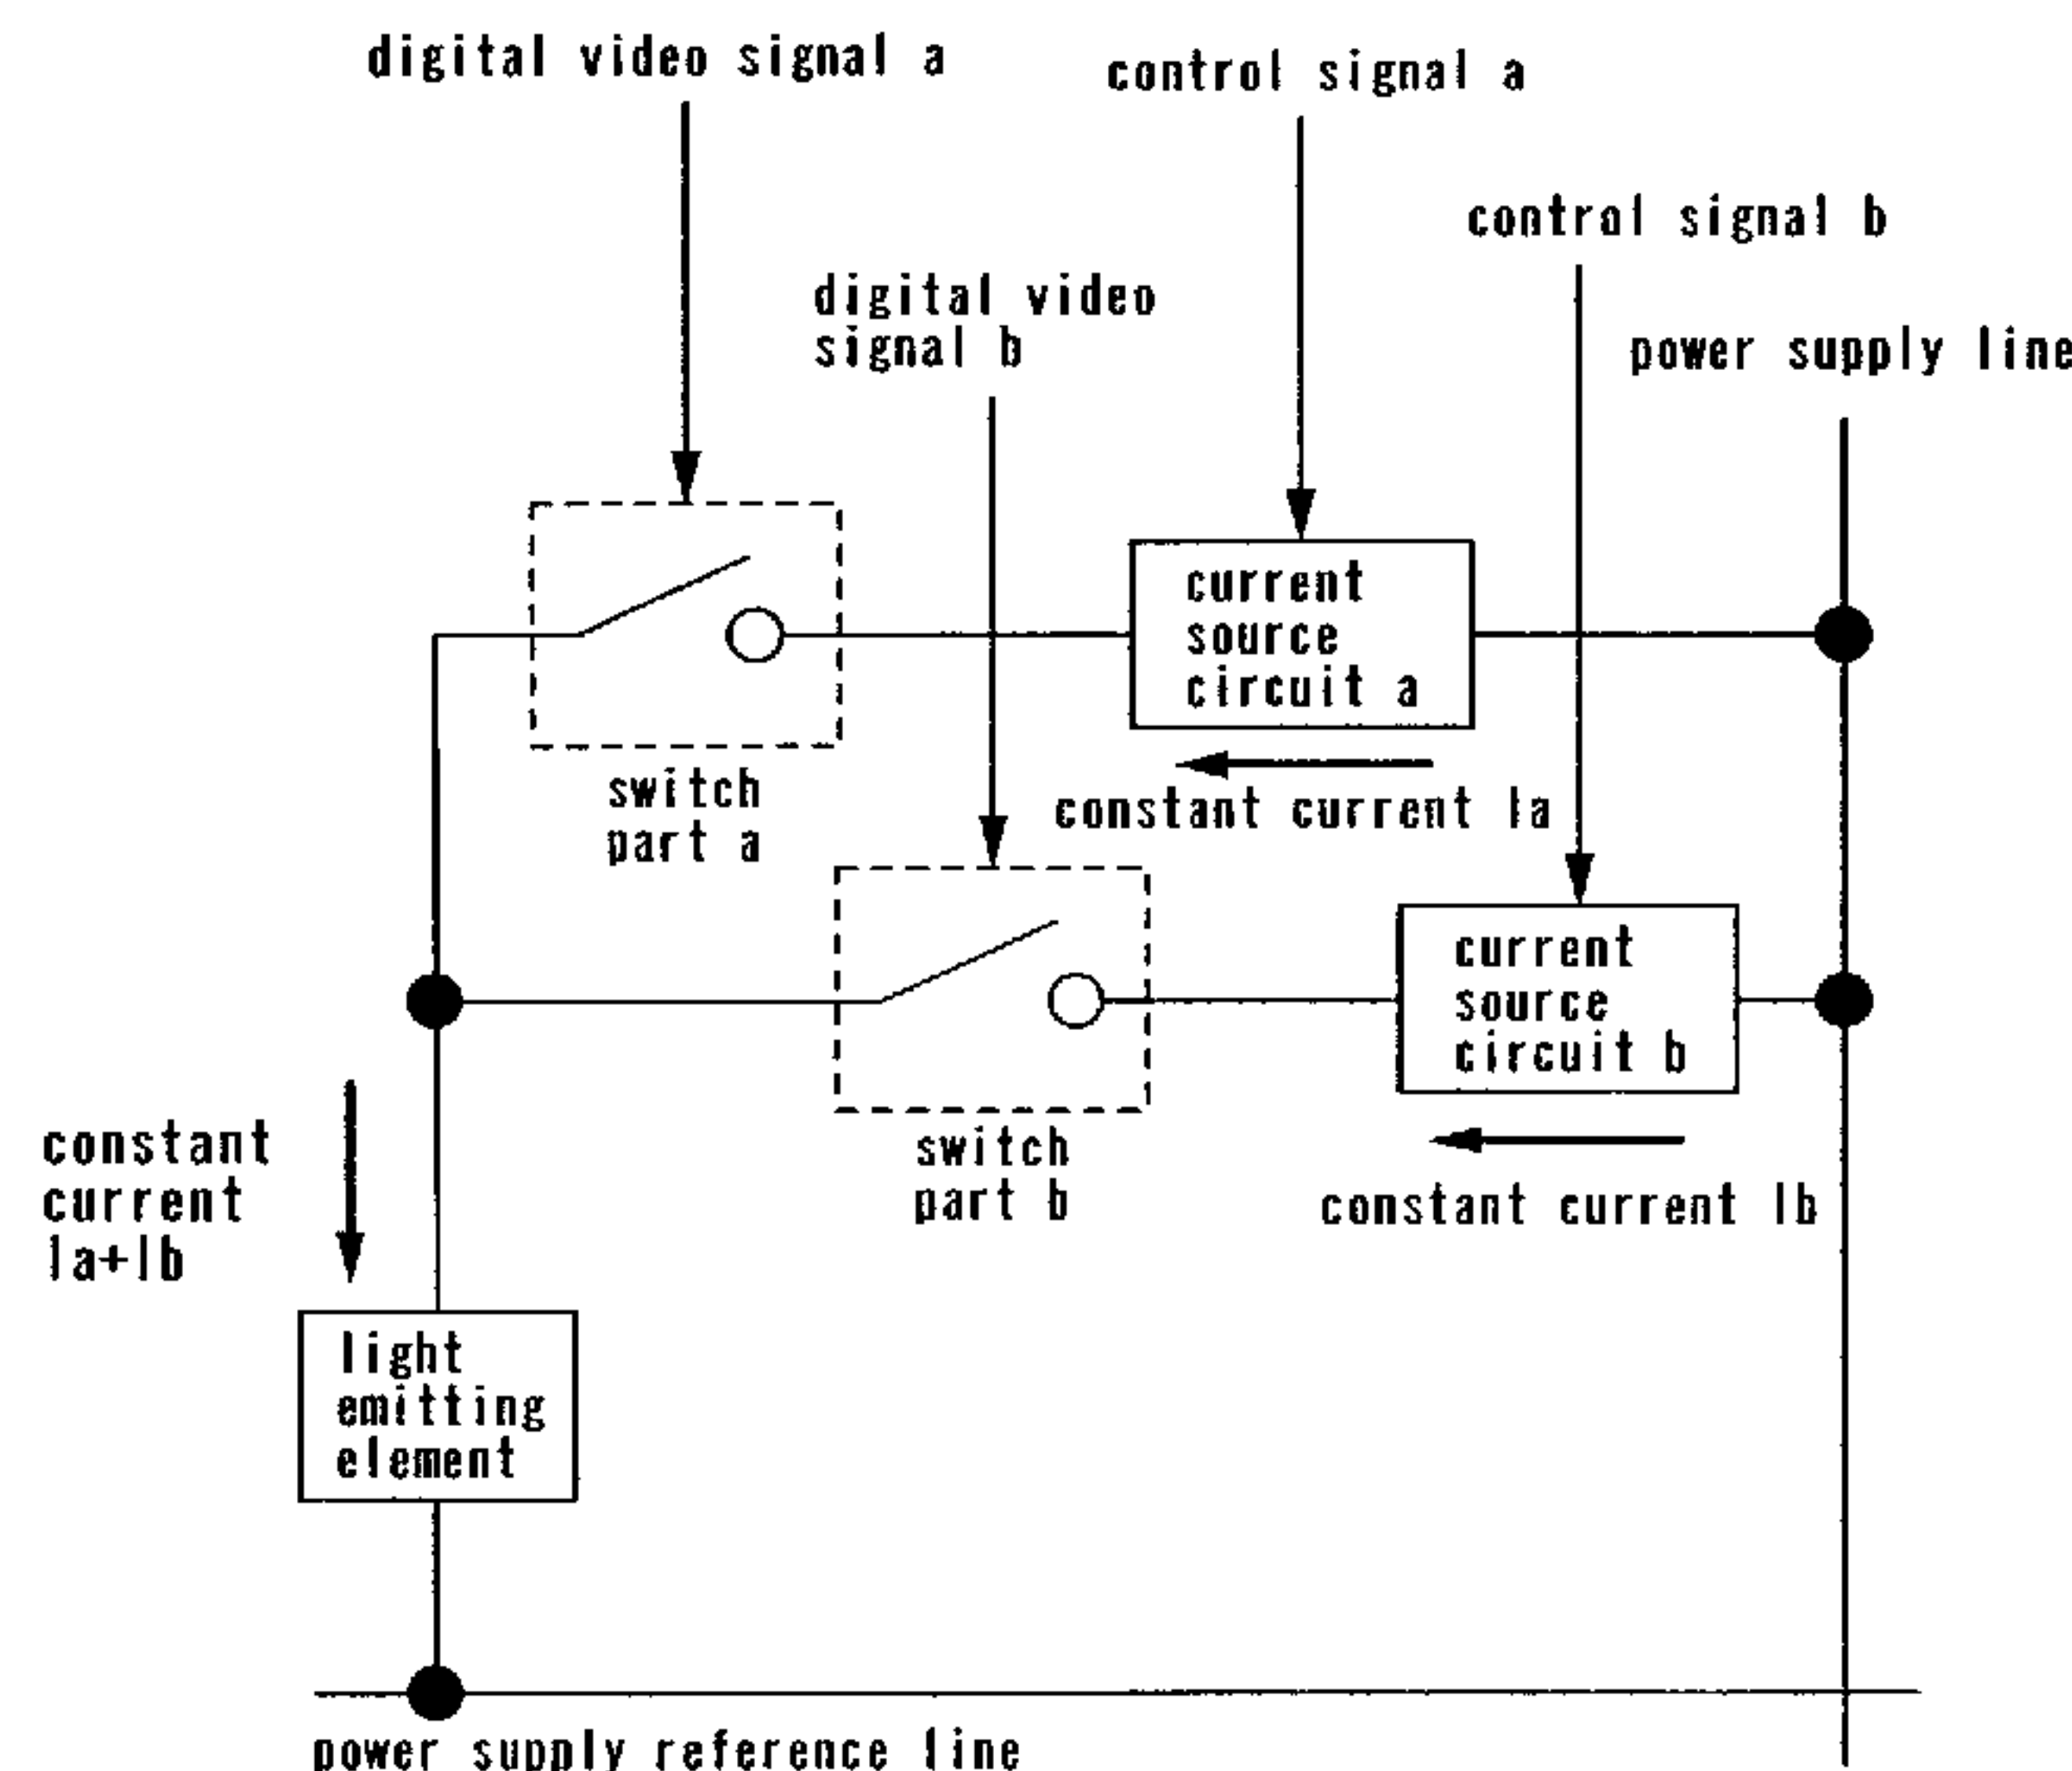 digital video signal a
control signal a
control signal b
digital video
signal b
power supply line
current
source
circuit a
switch
part a
constant current Ia
current
source
circuit b
switch
part b
constant current Ib
constant
current
Ia+Ib
light
emitting
element
power supply reference line